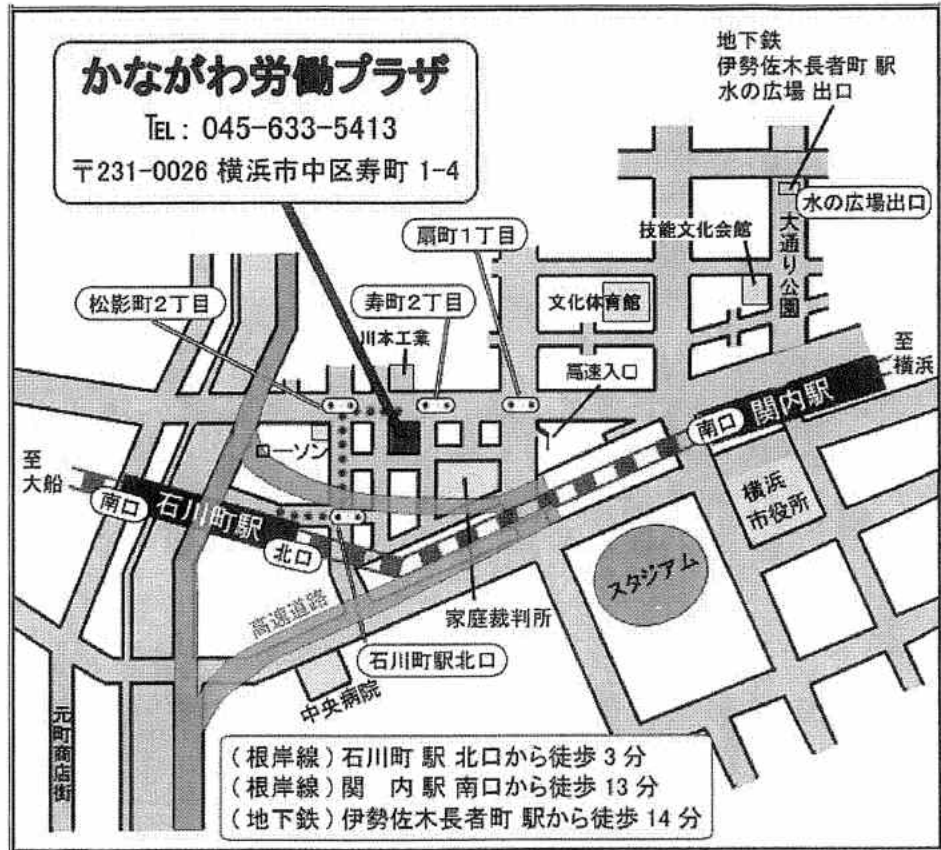 かながわ労働プラザ
TEL: 045-633-5413
〒231-0026 横浜市中区寿町 1-4
地下鉄
伊勢佐木長者町 駅
水の広場 出口
水の広場出口
技能文化会館
大通り公園
扇町1丁目
松影町2丁目
寿町2丁目
文化体育館
川本工業
高速入口
至
横浜
関内駅
南口
ローソン
至
大船
南口
石川町駅
北口
横浜
市役所
スタジアム
高速道路
家庭裁判所
石川町駅北口
中央病院
元町商店街
(根岸線) 石川町 駅 北口から徒歩 3 分
(根岸線) 関 内 駅 南口から徒歩 13 分
(地下鉄) 伊勢佐木長者町 駅から徒歩 14 分